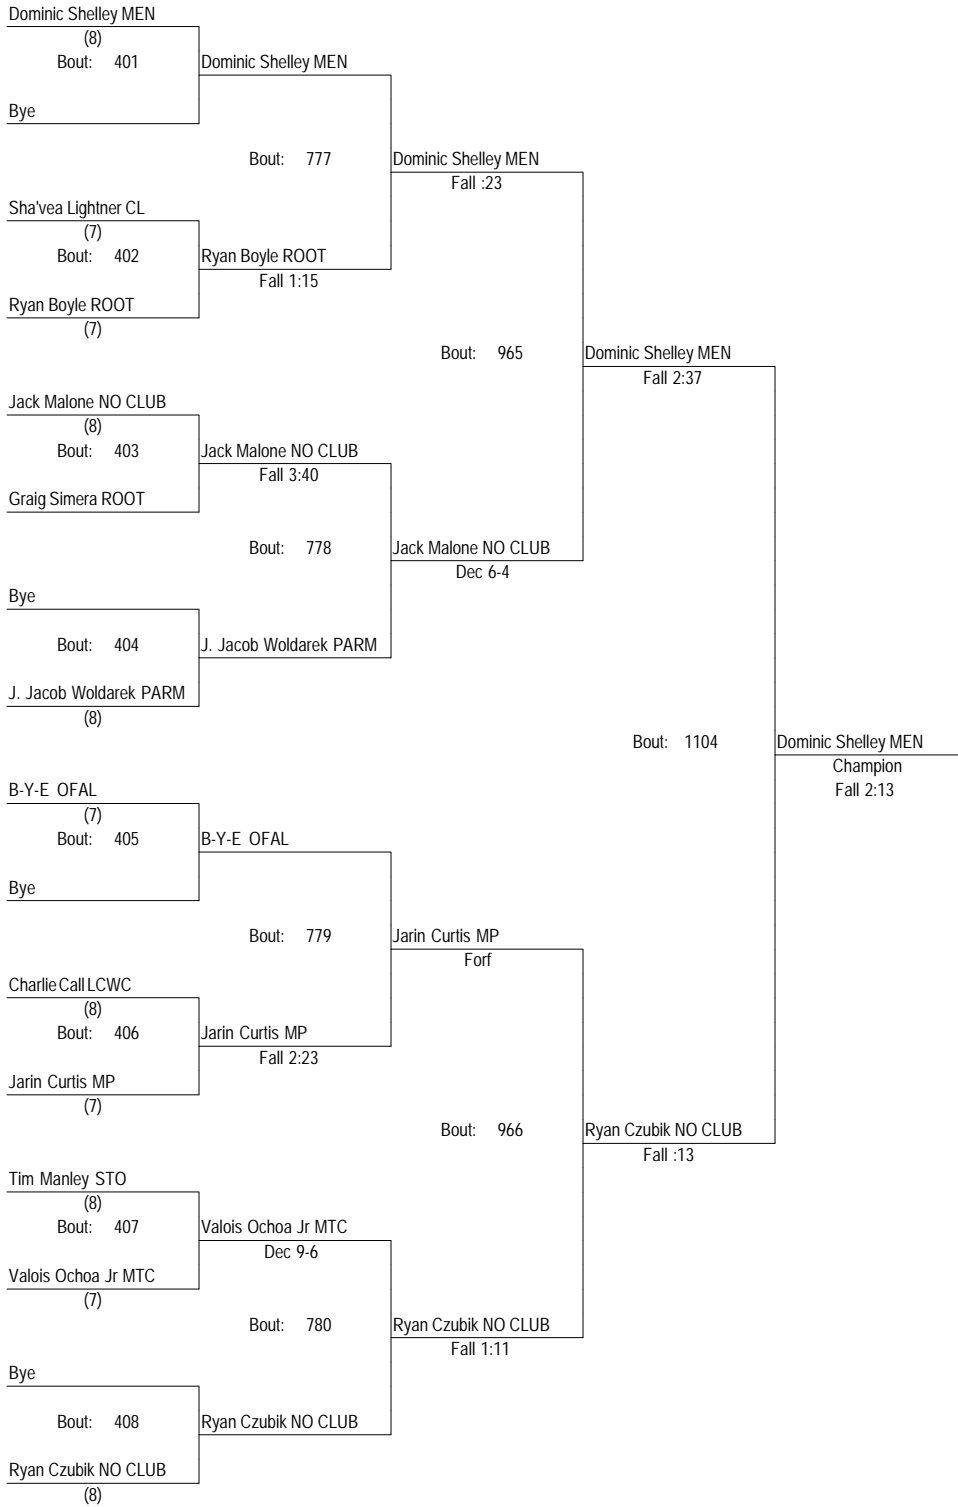 Dominic Shelley MEN
(8)
Bout: 401
Dominic Shelley MEN
Bye
Bout: 777
Dominic Shelley MEN
Fall :23
Sha'vea Lightner CL
(7)
Bout: 402
Ryan Boyle ROOT
Fall 1:15
Ryan Boyle ROOT
(7)
Bout: 965
Dominic Shelley MEN
Fall 2:37
Jack Malone NO CLUB
(8)
Bout: 403
Jack Malone NO CLUB
Fall 3:40
Graig Simera ROOT
Bout: 778
Jack Malone NO CLUB
Dec 6-4
Bye
Bout: 404
J. Jacob Woldarek PARM
J. Jacob Woldarek PARM
(8)
Bout: 1104
Dominic Shelley MEN
Champion
Fall 2:13
B-Y-E OFAL
(7)
Bout: 405
B-Y-E OFAL
Bye
Bout: 779
Jarin Curtis MP
Forf
Charlie Call LCWC
(8)
Bout: 406
Jarin Curtis MP
Fall 2:23
Jarin Curtis MP
(7)
Bout: 966
Ryan Czubik NO CLUB
Fall :13
Tim Manley STO
(8)
Bout: 407
Valois Ochoa Jr MTC
Dec 9-6
Valois Ochoa Jr MTC
(7)
Bout: 780
Ryan Czubik NO CLUB
Fall 1:11
Bye
Bout: 408
Ryan Czubik NO CLUB
Ryan Czubik NO CLUB
(8)